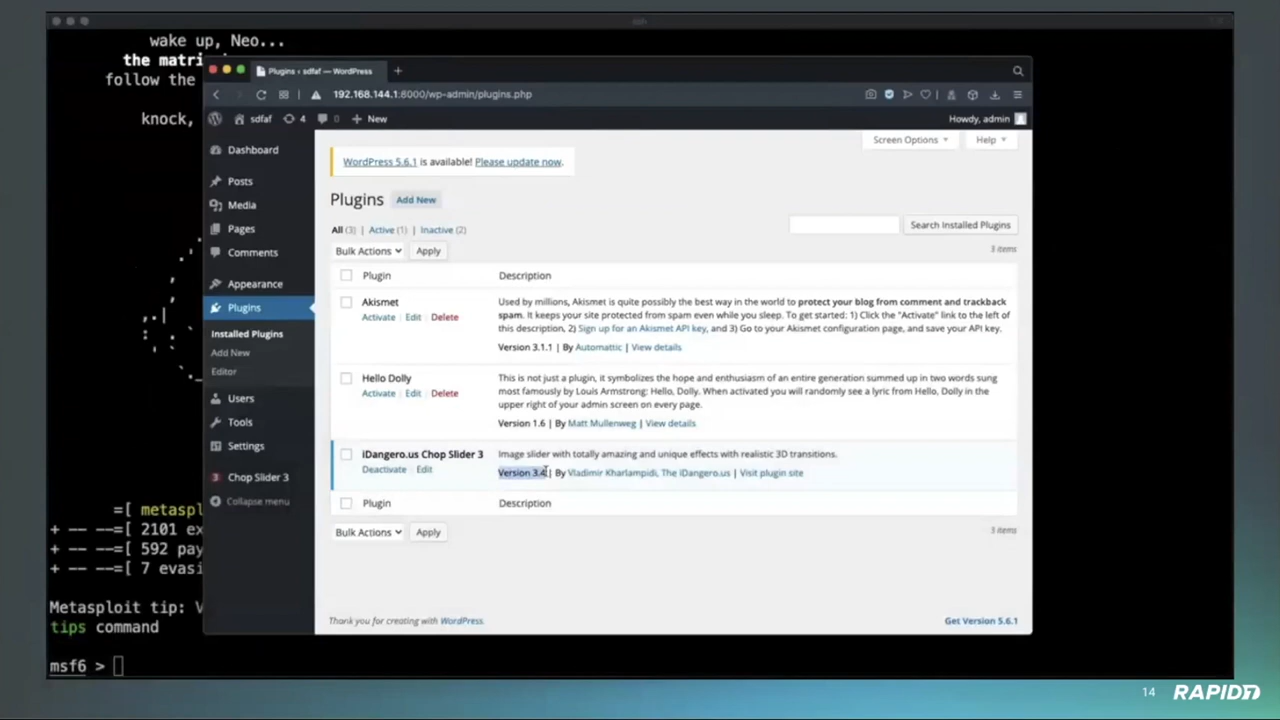 wake up, Neo...
the matri
follow the
knock,
Plugins ‹ sdfaf — WordPress
192.168.144.1:8000/wp-admin/plugins.php
sdfaf 4 0 New
Howdy, admin
Screen Options Help
Dashboard
Posts
Media
Pages
Comments
Appearance
Plugins
Installed Plugins
Add New
Editor
Users
Tools
Settings
Chop Slider 3
Collapse menu
WordPress 5.6.1 is available! Please update now.
Plugins Add New
All (3) | Active (1) | Inactive (2)
Search Installed Plugins
Bulk Actions Apply
3 items
Plugin Description
Akismet
Activate | Edit | Delete
Used by millions, Akismet is quite possibly the best way in the world to protect your blog from comment and trackback
spam. It keeps your site protected from spam even while you sleep. To get started: 1) Click the "Activate" link to the left of
this description, 2) Sign up for an Akismet API key, and 3) Go to your Akismet configuration page, and save your API key.
Version 3.1.1 | By Automattic | View details
Hello Dolly
Activate | Edit | Delete
This is not just a plugin, it symbolizes the hope and enthusiasm of an entire generation summed up in two words sung
most famously by Louis Armstrong: Hello, Dolly. When activated you will randomly see a lyric from Hello, Dolly in the
upper right of your admin screen on every page.
Version 1.6 | By Matt Mullenweg | View details
iDangero.us Chop Slider 3
Deactivate | Edit
Image slider with totally amazing and unique effects with realistic 3D transitions.
Version 3.4 | By Vladimir Kharlampidi, The iDangero.us | Visit plugin site
Plugin Description
Bulk Actions Apply
3 items
Thank you for creating with WordPress.
Get Version 5.6.1
=[ metaspl
+ -- --=[ 2101 ex
+ -- --=[ 592 pay
+ -- --=[ 7 evasi
Metasploit tip: V
tips command
msf6 >
14 RAPID7